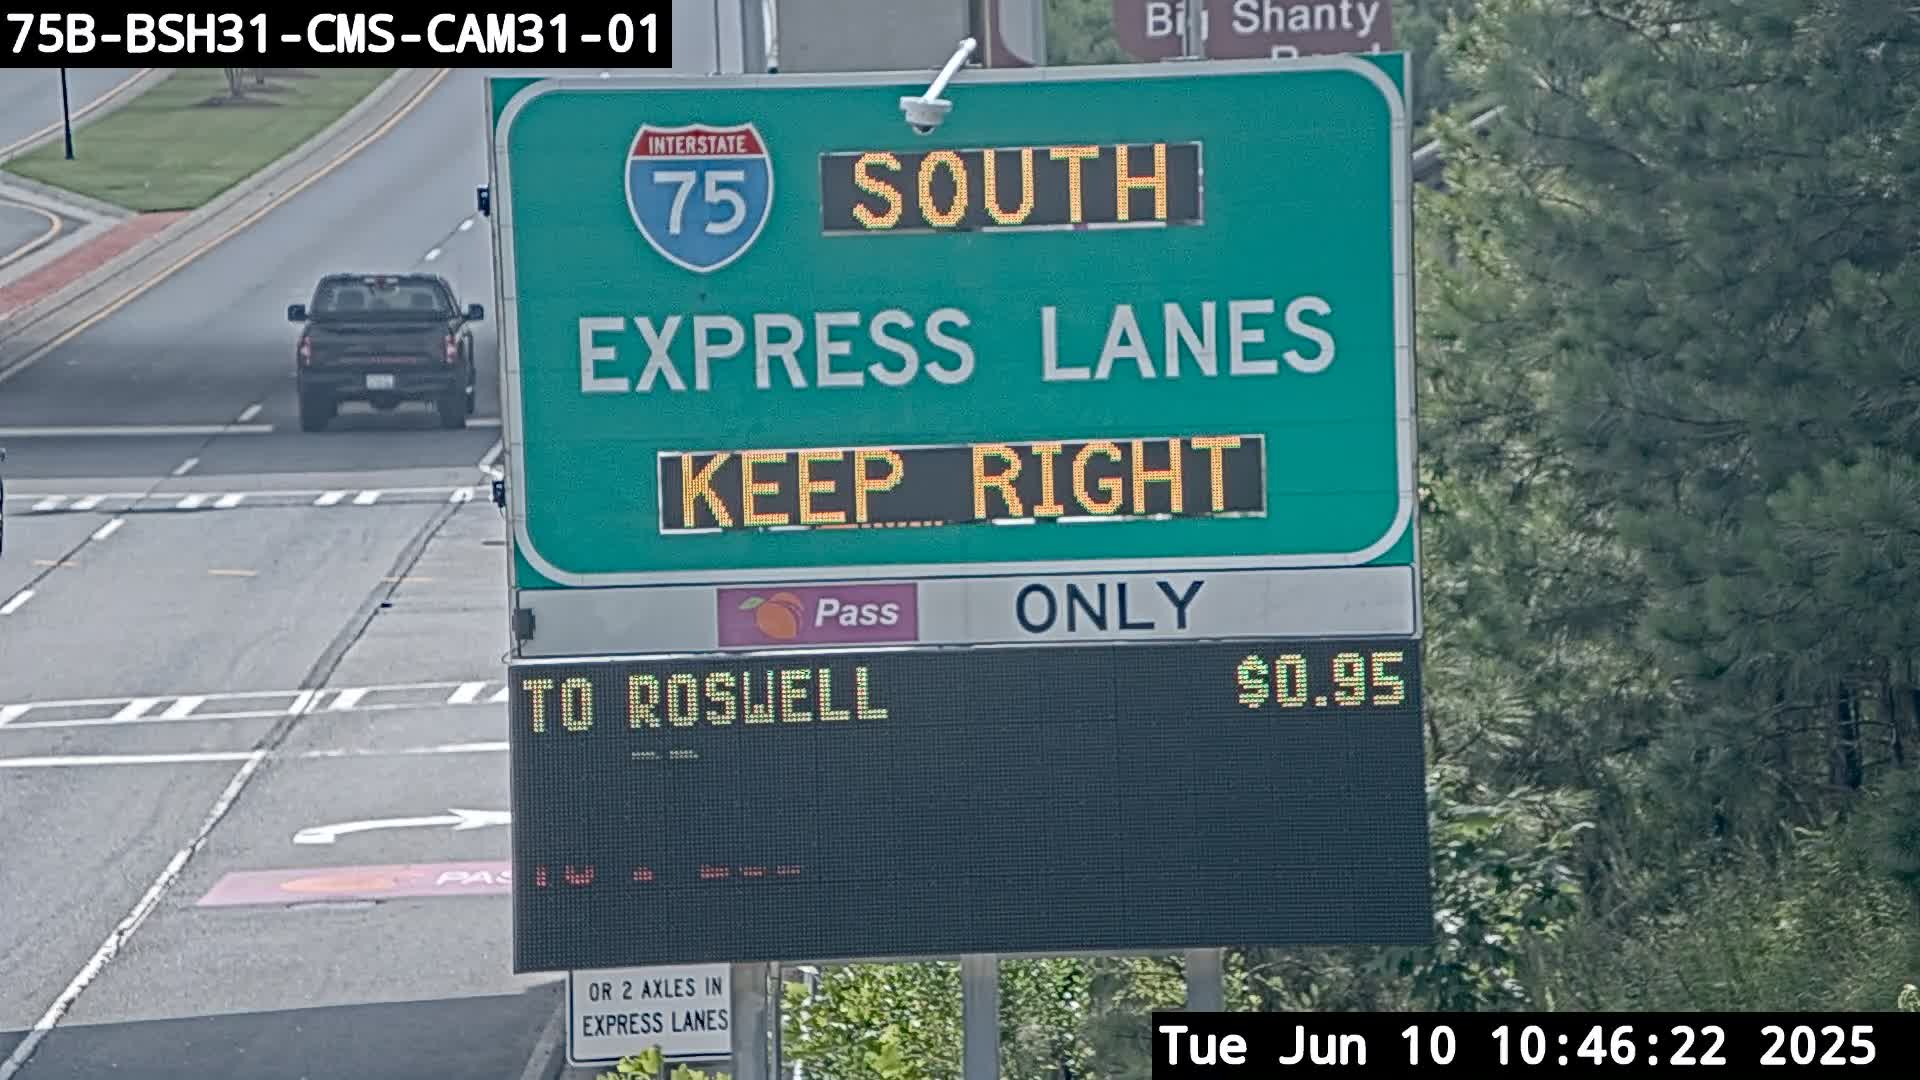 75B-BSH31-CMS-CAM31-01
Big Shanty
Road
INTERSTATE
75
SOUTH
EXPRESS LANES
KEEP RIGHT
Pass
ONLY
TO ROSWELL $0.95
OR 2 AXLES IN
EXPRESS LANES
Tue Jun 10 10:46:22 2025